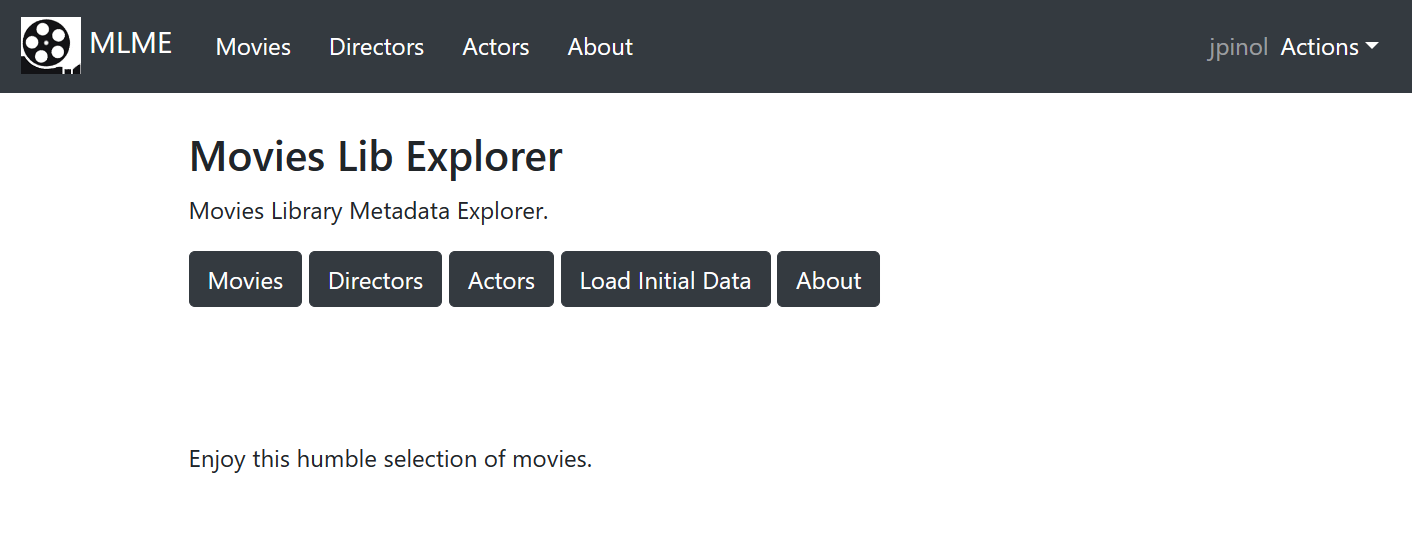 MLME Movies Directors Actors About jpinol Actions
Movies Lib Explorer
Movies Library Metadata Explorer.
Movies Directors Actors Load Initial Data About
Enjoy this humble selection of movies.